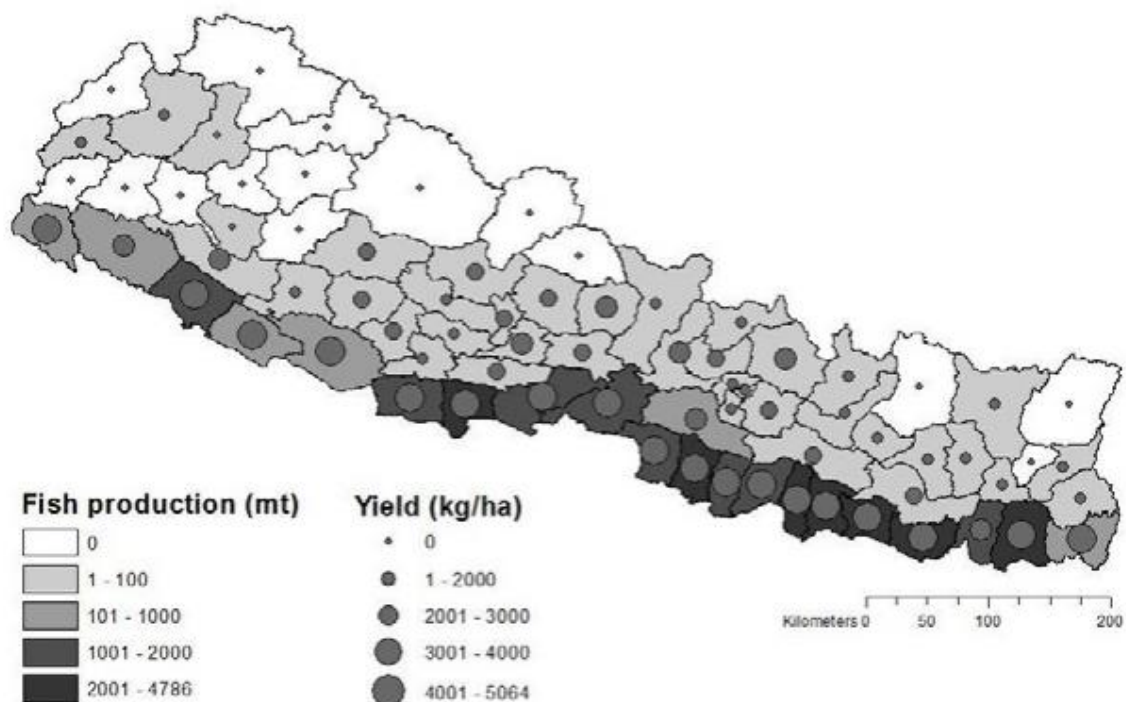 Fish production (mt)
0
1 - 100
101 - 1000
1001 - 2000
2001 - 4786
Yield (kg/ha)
0
1 - 2000
2001 - 3000
3001 - 4000
4001 - 5064
Kilometers 0 50 100 200